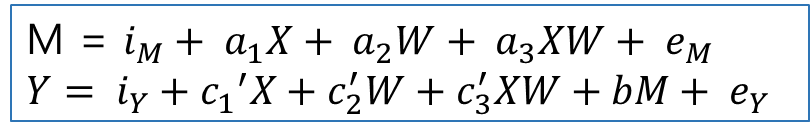 M = i_M + a_1X + a_2W + a_3XW + e_M
Y = i_Y + c_1'X + c_2'W + c_3'XW + bM + e_Y